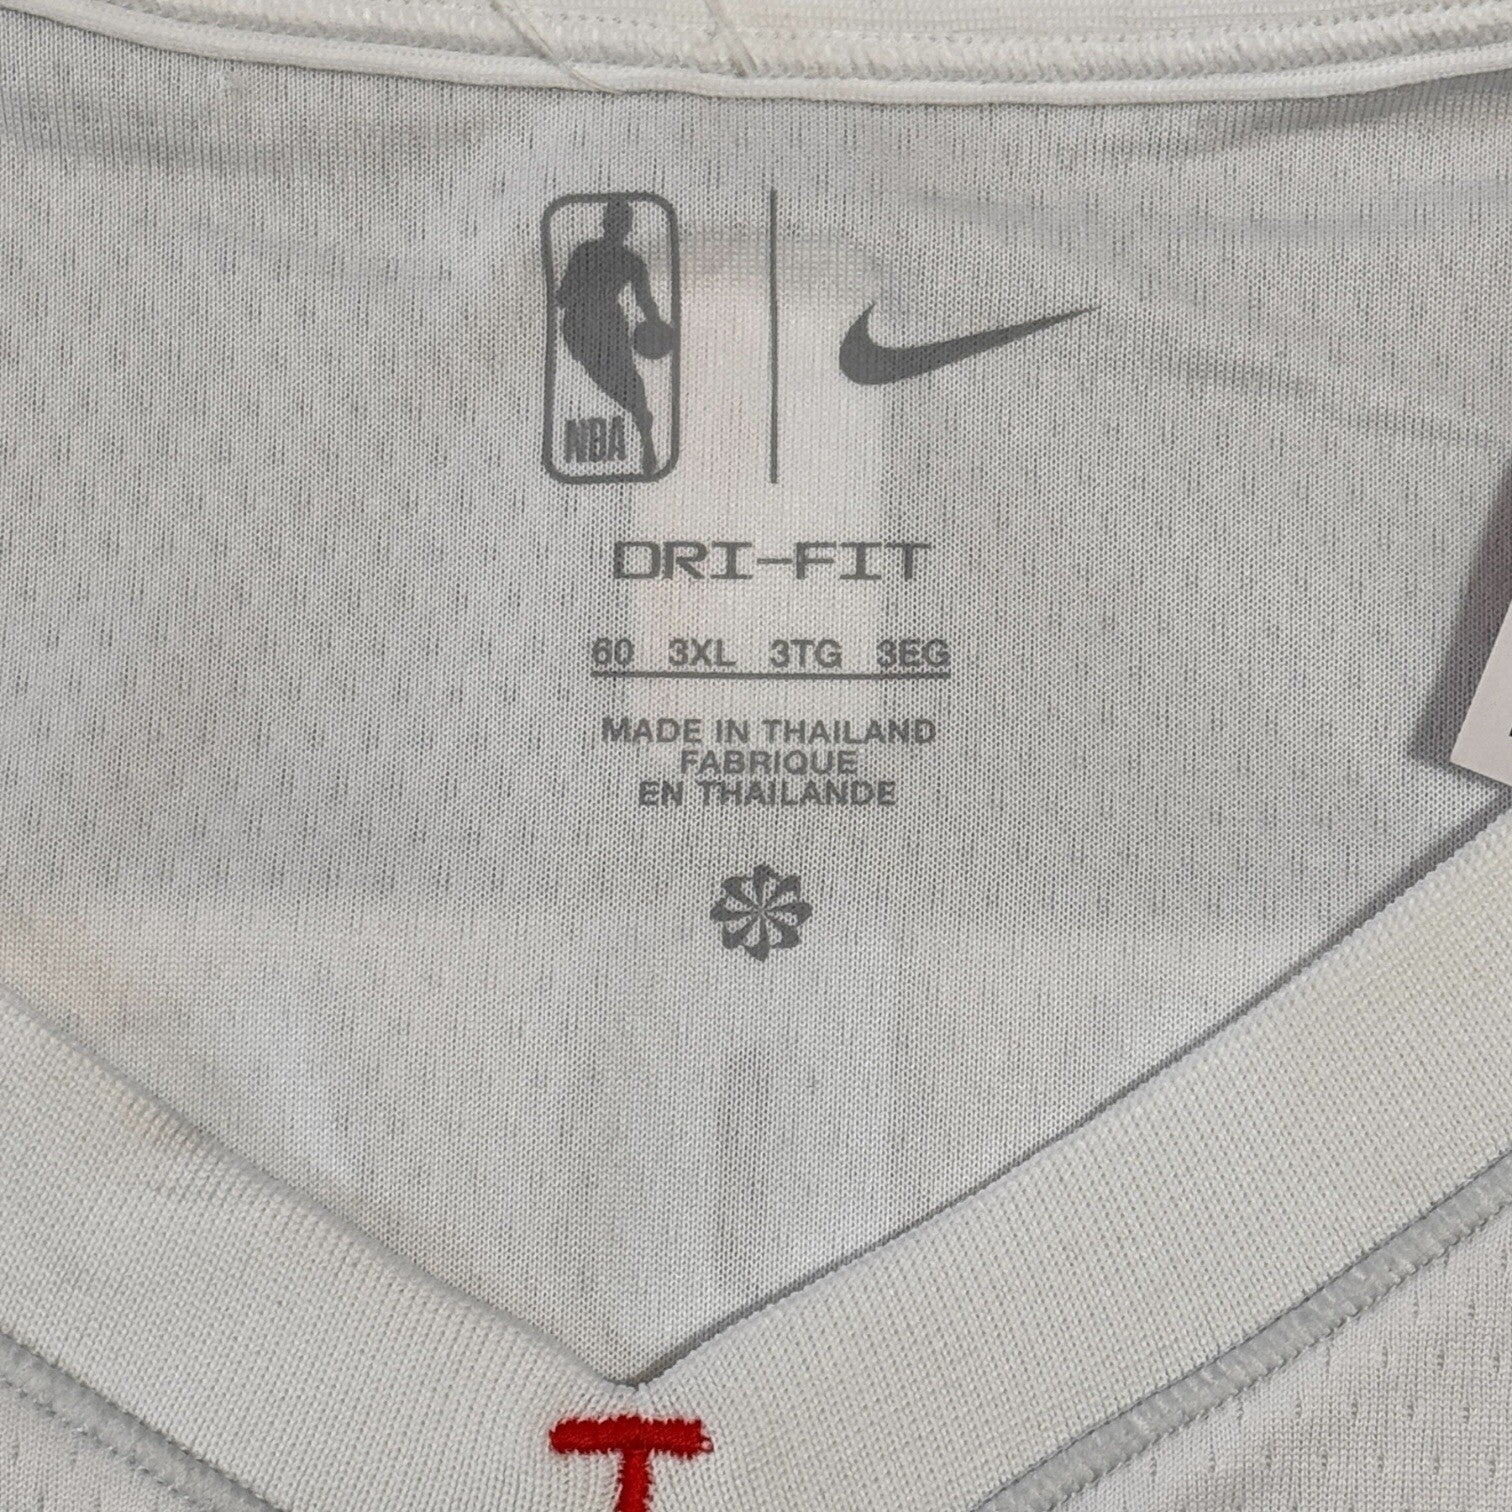 NBA
DRI-FIT
60 3XL 3TG 3EG
MADE IN THAILAND
FABRIQUE
EN THAILANDE
T